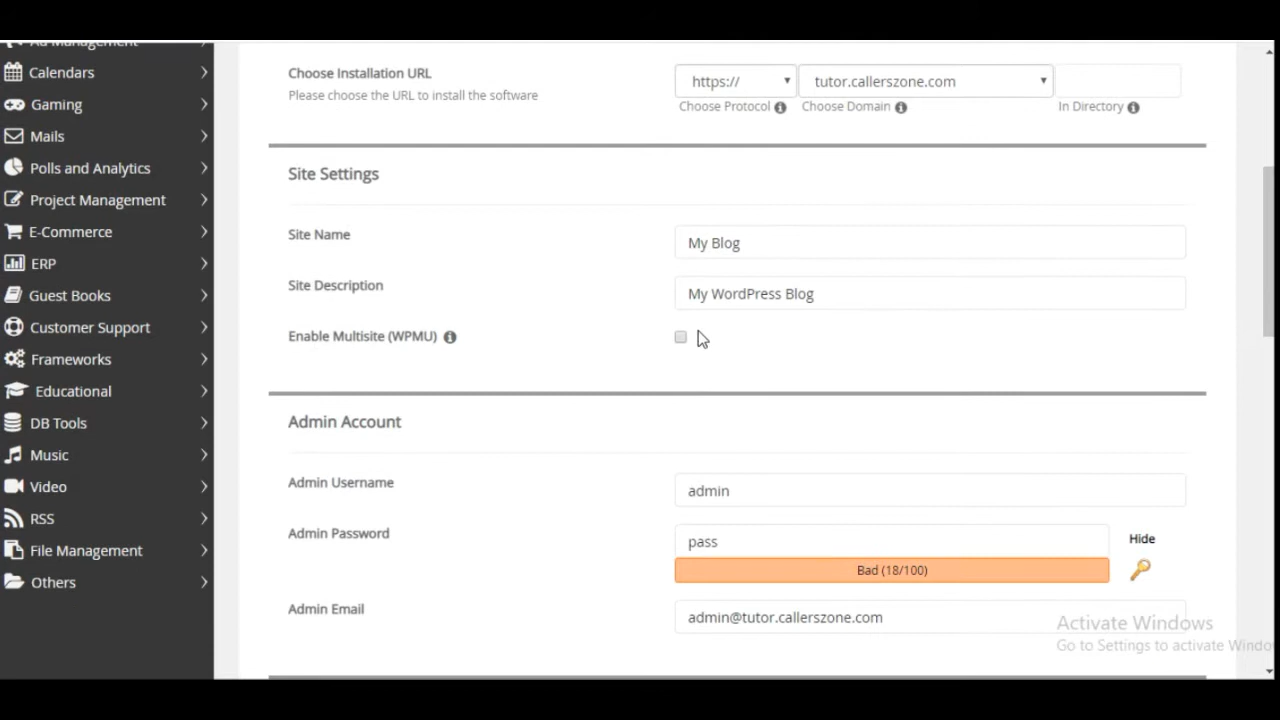 Ad Management
Calendars
Gaming
Mails
Polls and Analytics
Project Management
E-Commerce
ERP
Guest Books
Customer Support
Frameworks
Educational
DB Tools
Music
Video
RSS
File Management
Others
Choose Installation URL
Please choose the URL to install the software
https://
tutor.callerszone.com
Choose Protocol
Choose Domain
In Directory
Site Settings
Site Name
My Blog
Site Description
My WordPress Blog
Enable Multisite (WPMU)
Admin Account
Admin Username
admin
Admin Password
pass
Hide
Bad (18/100)
Admin Email
admin@tutor.callerszone.com
Activate Windows
Go to Settings to activate Windo